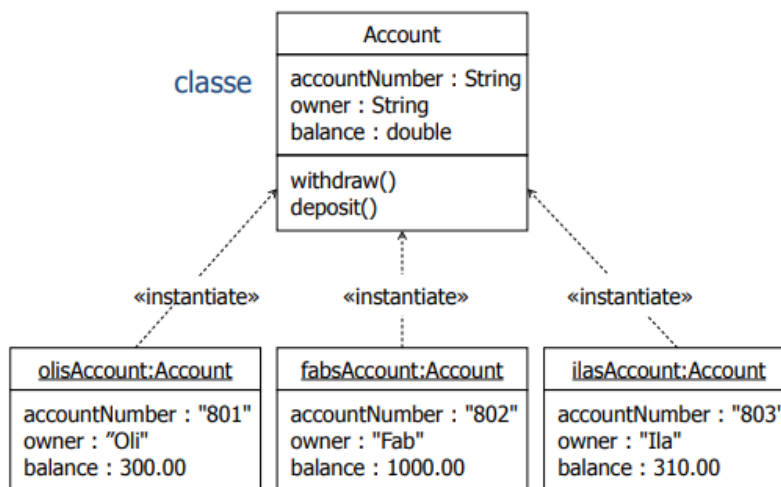 Account
classe
accountNumber : String
owner : String
balance : double
withdraw()
deposit()
«instantiate» «instantiate» «instantiate»
olisAccount:Account
accountNumber : "801"
owner : "Oli"
balance : 300.00
fabsAccount:Account
accountNumber : "802"
owner : "Fab"
balance : 1000.00
ilasAccount:Account
accountNumber : "803"
owner : "Ila"
balance : 310.00